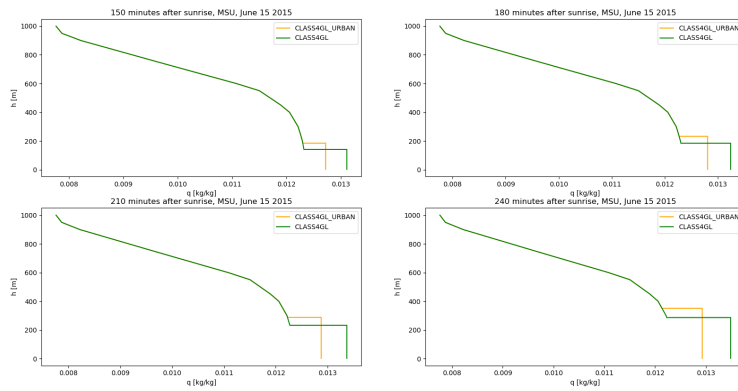 150 minutes after sunrise, MSU, June 15 2015
CLASS4GL_URBAN
CLASS4GL
h [m]
1000
800
600
400
200
0
0.008 0.009 0.010 0.011 0.012 0.013
q [kg/kg]
180 minutes after sunrise, MSU, June 15 2015
CLASS4GL_URBAN
CLASS4GL
h [m]
1000
800
600
400
200
0
0.008 0.009 0.010 0.011 0.012 0.013
q [kg/kg]
210 minutes after sunrise, MSU, June 15 2015
CLASS4GL_URBAN
CLASS4GL
h [m]
1000
800
600
400
200
0
0.008 0.009 0.010 0.011 0.012 0.013
q [kg/kg]
240 minutes after sunrise, MSU, June 15 2015
CLASS4GL_URBAN
CLASS4GL
h [m]
1000
800
600
400
200
0
0.008 0.009 0.010 0.011 0.012 0.013
q [kg/kg]